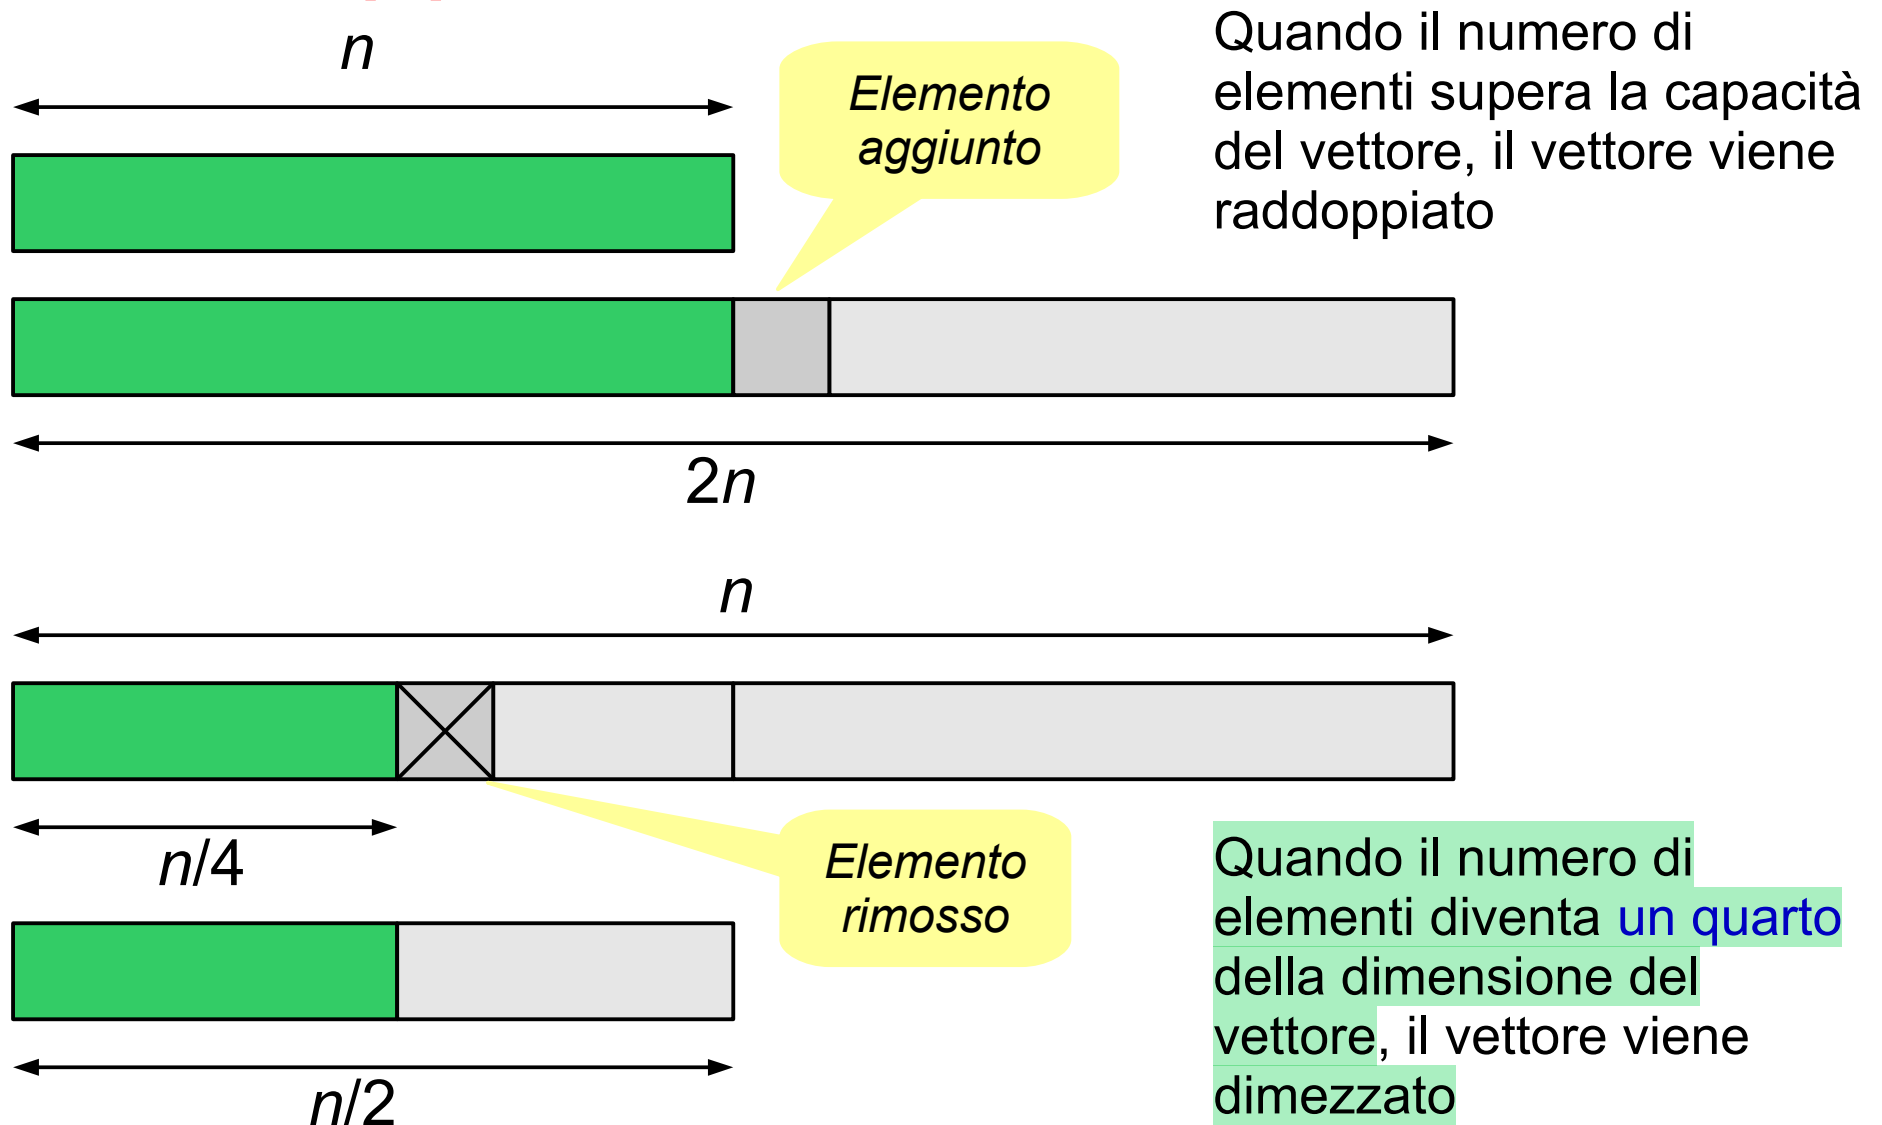 n
Elemento
aggiunto
Quando il numero di
elementi supera la capacità
del vettore, il vettore viene
raddoppiato
2n
n
n/4
Elemento
rimosso
n/2
Quando il numero di
elementi diventa un quarto
della dimensione del
vettore, il vettore viene
dimezzato